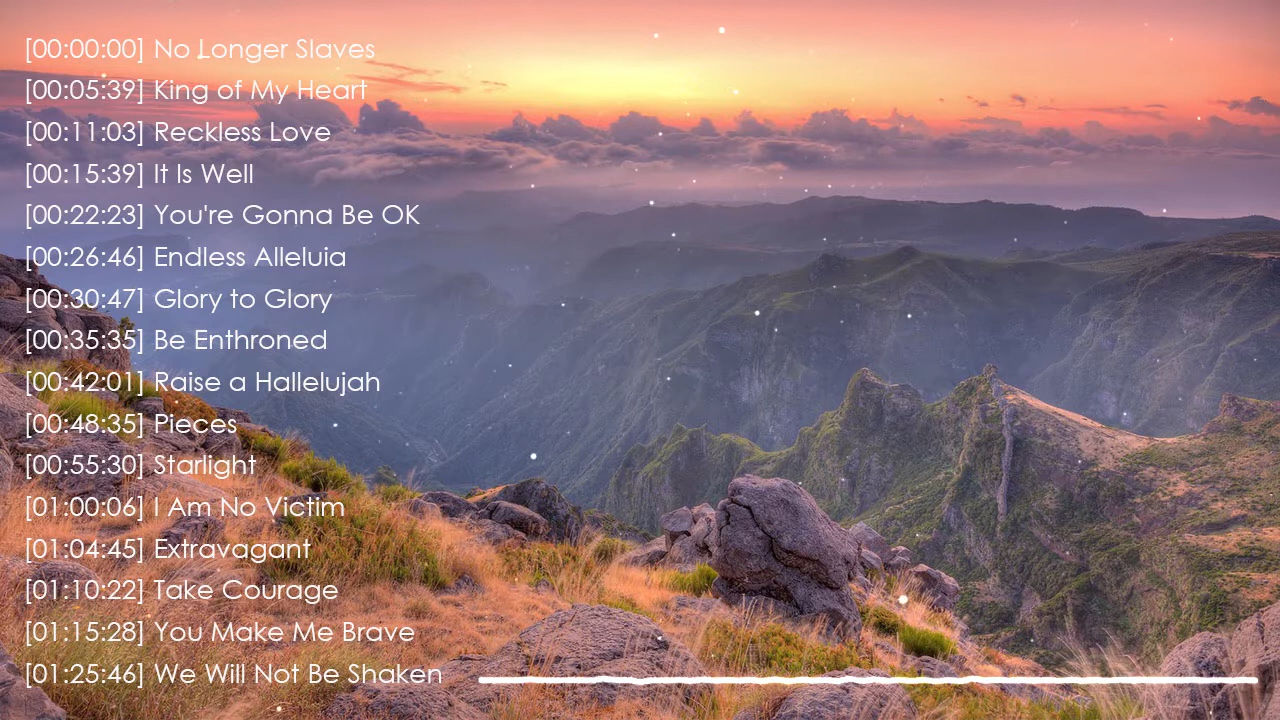 [00:00:00] No Longer Slaves
[00:05:39] King of My Heart
[00:11:03] Reckless Love
[00:15:39] It Is Well
[00:22:23] You're Gonna Be OK
[00:26:46] Endless Alleluia
[00:30:47] Glory to Glory
[00:35:35] Be Enthroned
[00:42:01] Raise a Hallelujah
[00:48:35] Pieces
[00:55:30] Starlight
[01:00:06] I Am No Victim
[01:04:45] Extravagant
[01:10:22] Take Courage
[01:15:28] You Make Me Brave
[01:25:46] We Will Not Be Shaken